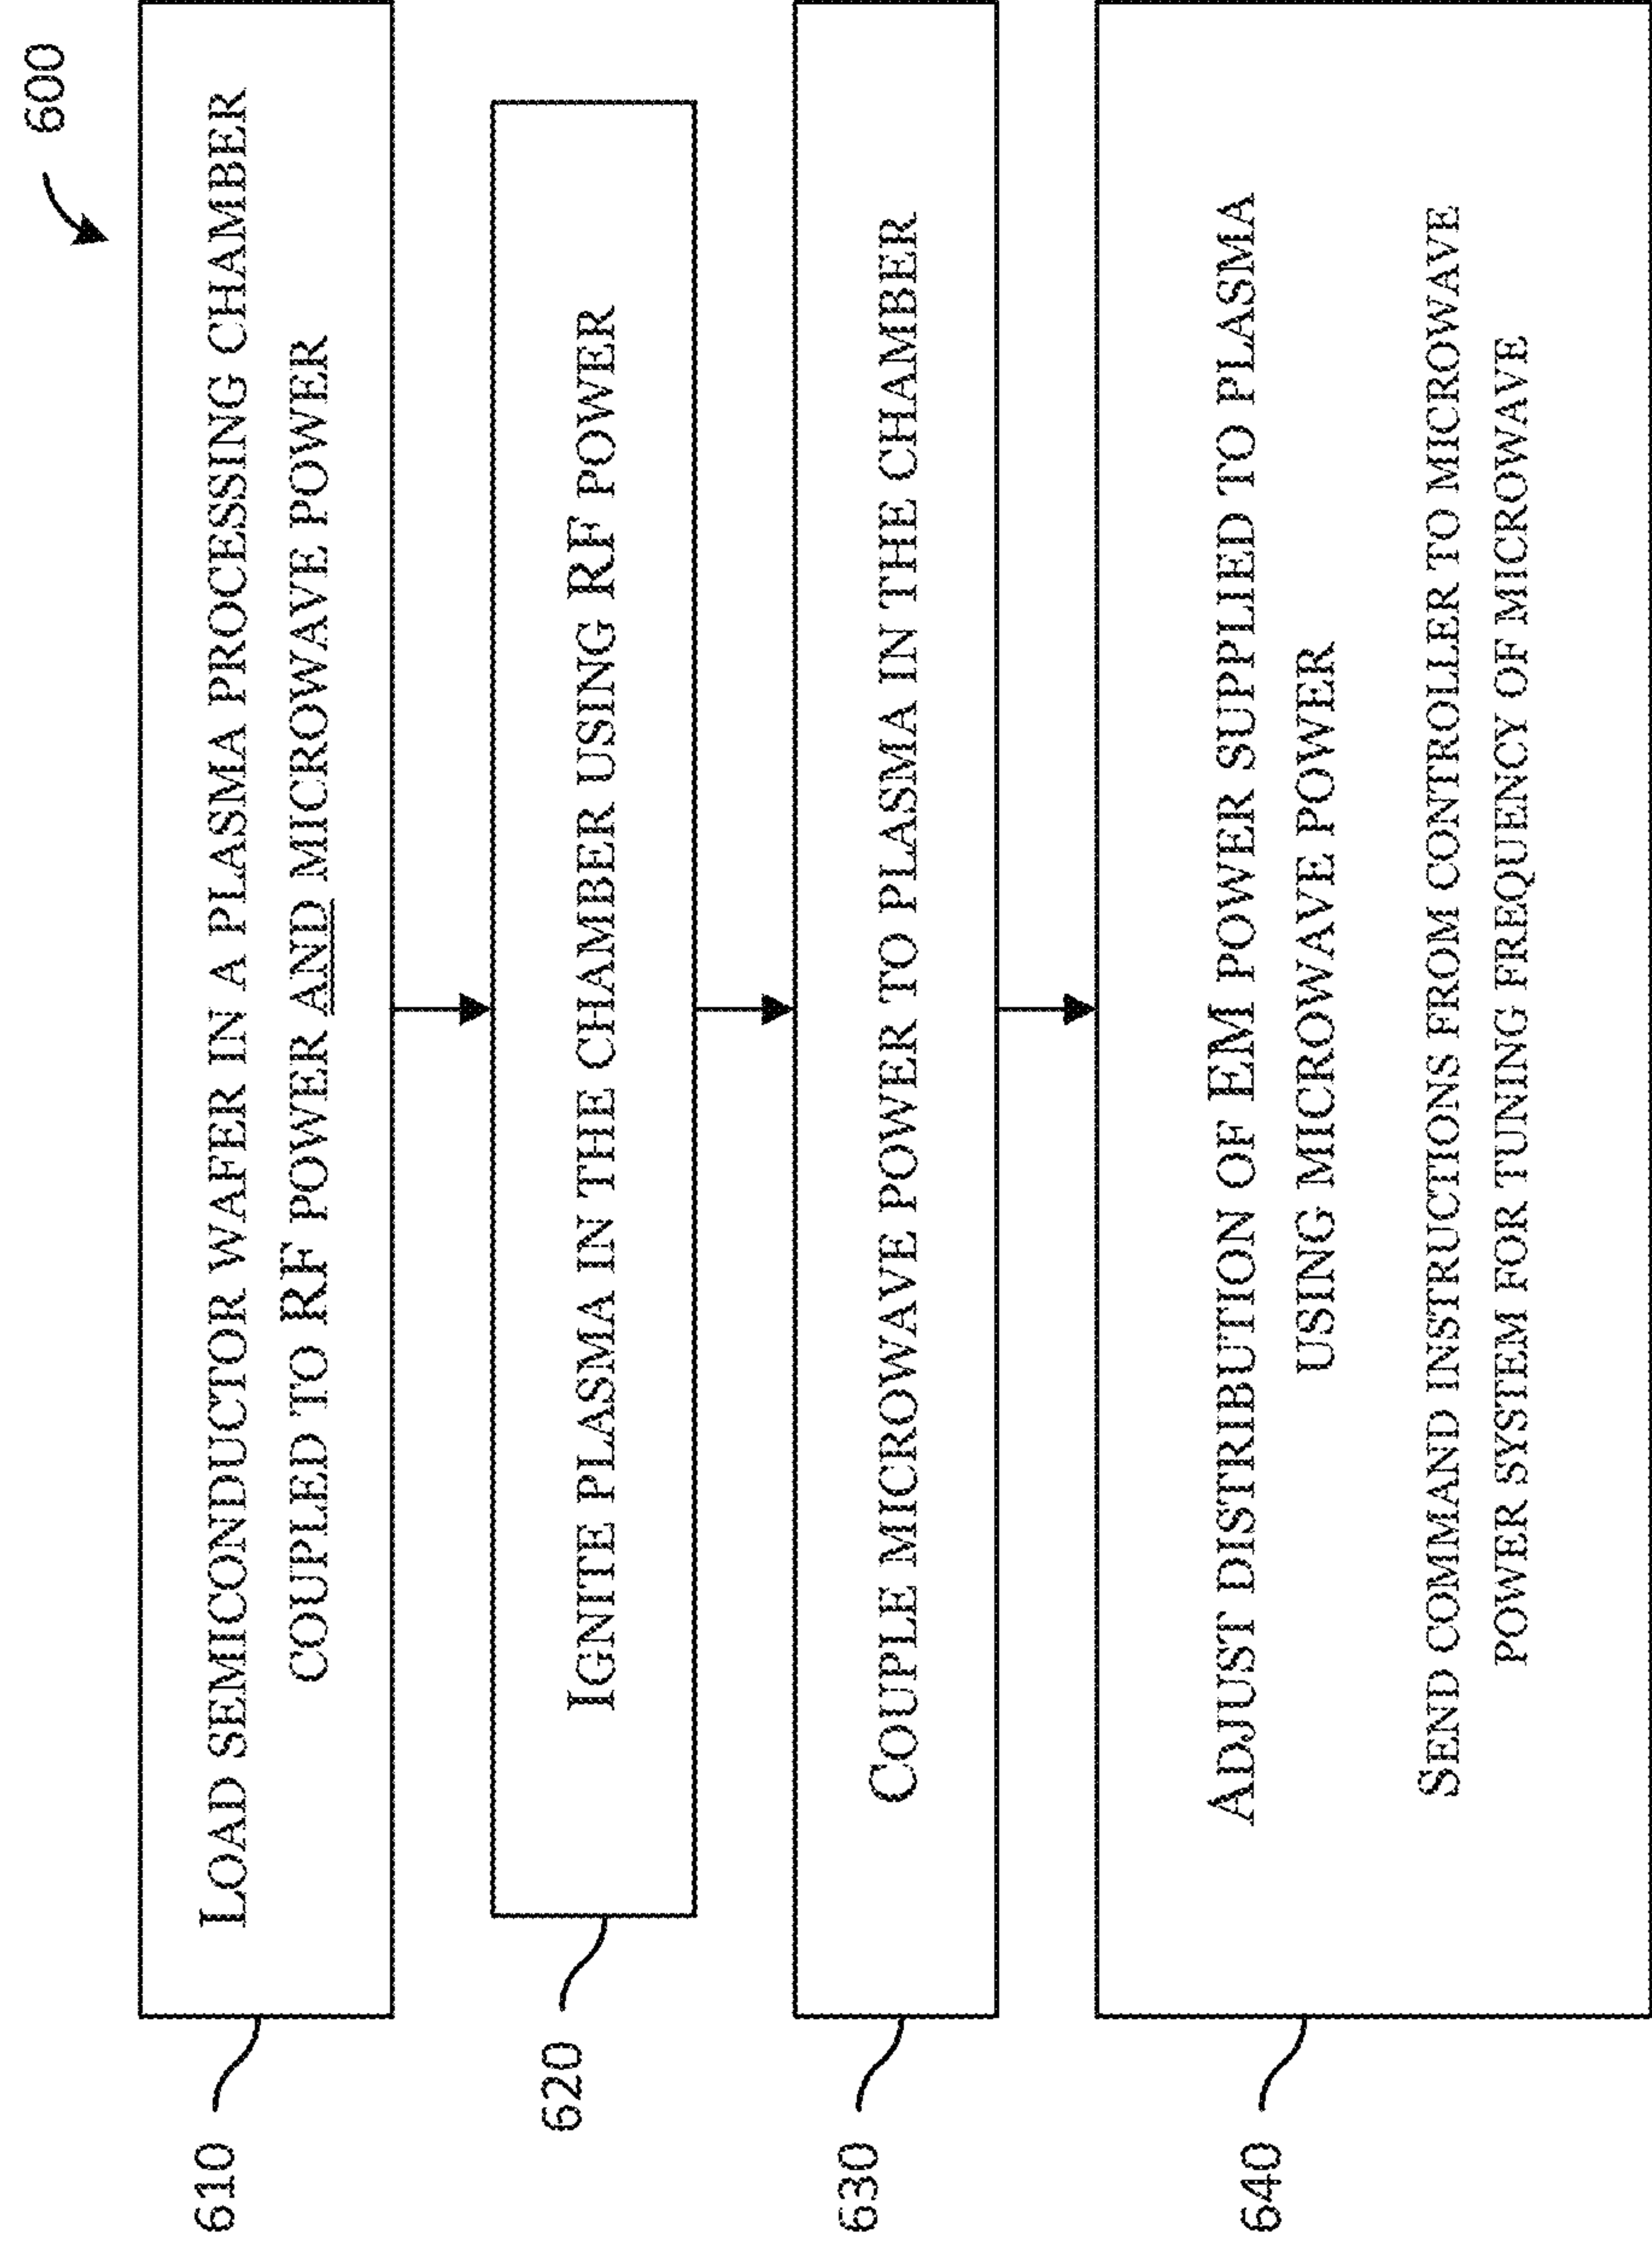 600
610
LOAD SEMICONDUCTOR WAFER IN A PLASMA PROCESSING CHAMBER
COUPLED TO RF POWER AND MICROWAVE POWER
620
IGNITE PLASMA IN THE CHAMBER USING RF POWER
630
COUPLE MICROWAVE POWER TO PLASMA IN THE CHAMBER
640
ADJUST DISTRIBUTION OF EM POWER SUPPLIED TO PLASMA
USING MICROWAVE POWER
SEND COMMAND INSTRUCTIONS FROM CONTROLLER TO MICROWAVE
POWER SYSTEM FOR TUNING FREQUENCY OF MICROWAVE